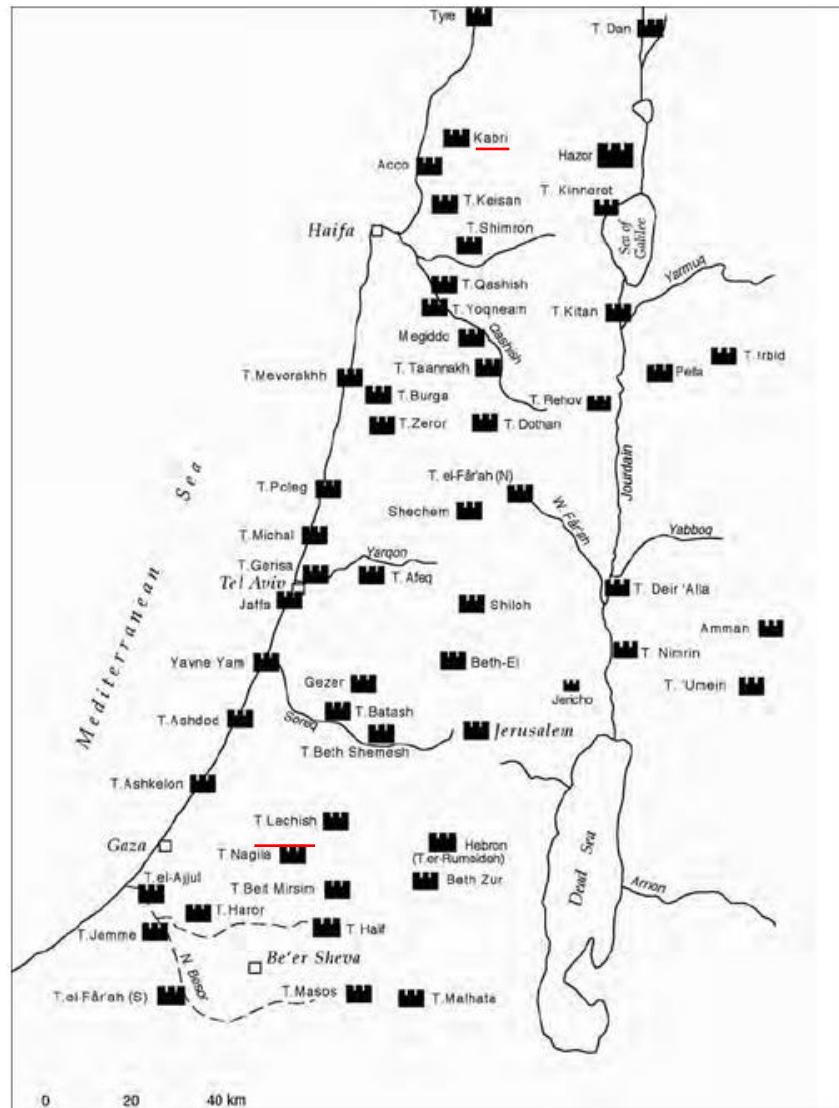 Tyre
T. Dan
Kabri
Hazor
Acco
T. Kinneret
T.Keisan
T.Shimron
Haifa
Sea of
Galilee
T.Qashish
Yarmuq
T.Yoqneam
T.Kitan
Megiddo
Qashish
T. Irbid
T. Taannakh
Pella
T.Mevorakhh
T.Burga
T. Rehov
T. Zeror
T. Dothan
Mediterranean Sea
T. el-Fâr'ah (N)
Jourdain
T.Poleg
Shechem
W. Fâr'ah
T.Michal
Yabboq
T.Gerisa
Yarqon
Tel Aviv
T. Afeq
T. Deir 'Alla
Jaffa
Shiloh
Amman
Yavne Yam
Beth-El
T. Nimrin
Gezer
Jericho
T. 'Umeiri
T.Ashdod
Soreq
T.Batash
Jerusalem
T.Beth Shemesh
T.Ashkelon
T.Lachish
Gaza
Hebron
(T.er-Rumeideh)
T. Nagila
Dead Sea
T.el-Ajjul
T.Beit Mirsim
Beth Zur
Arnon
T.Haror
T.Jemme
T.Halif
Be'er Sheva
N. Besor
T.el-Fâr'ah (S)
T.Masos
T.Malhata
0 20 40 km